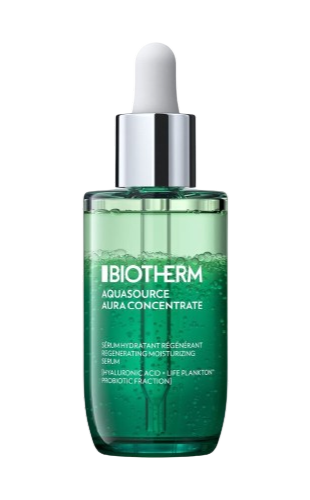 BIOTHERM
AQUASOURCE
AURA CONCENTRATE
SÉRUM HYDRATANT RÉGÉNÉRANT
REGENERATING MOISTURIZING
SERUM
[HYALURONIC ACID + LIFE PLANKTON™
PROBIOTIC FRACTION]